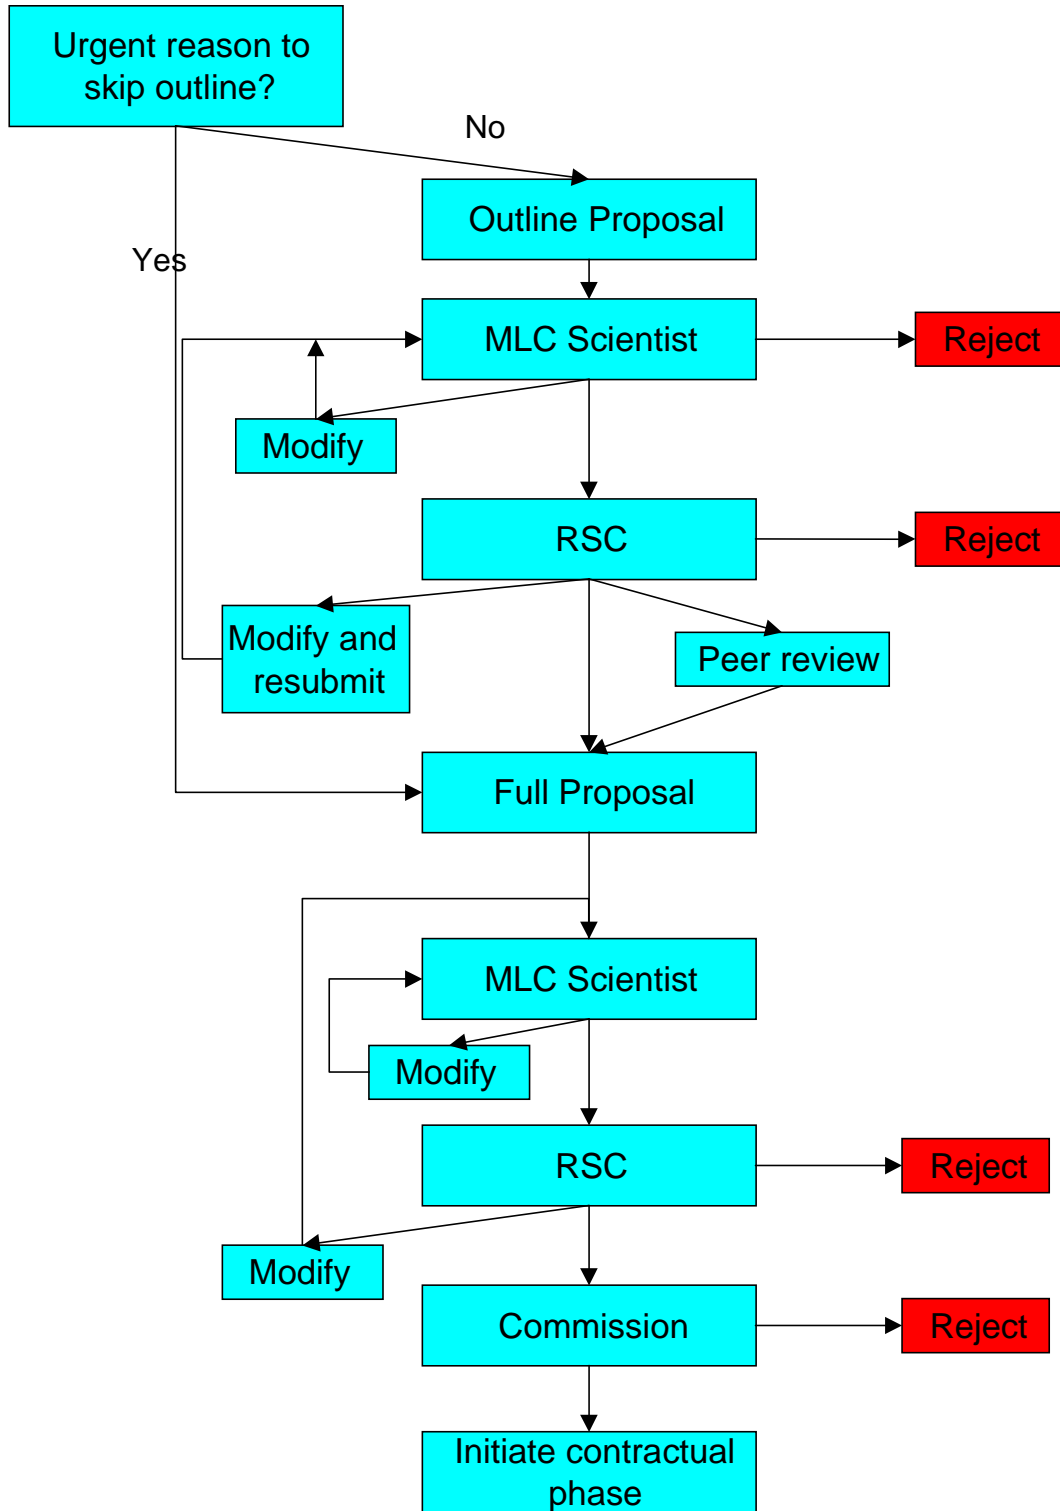 Urgent reason to
skip outline?
No
Outline Proposal
Yes
MLC Scientist
Reject
Modify
RSC
Reject
Modify and
resubmit
Peer review
Full Proposal
MLC Scientist
Modify
RSC
Reject
Modify
Commission
Reject
Initiate contractual
phase